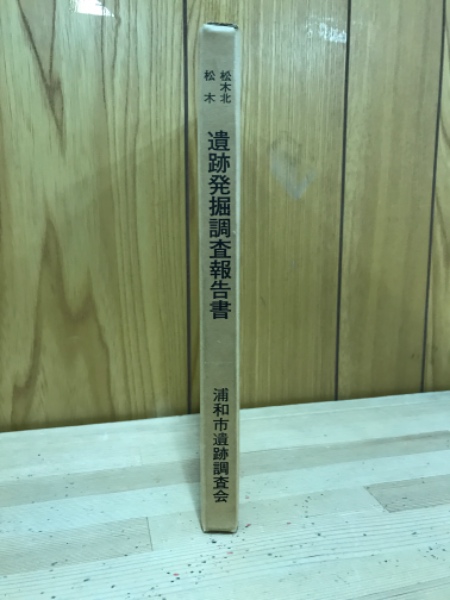 松木北
松木
遺跡発掘調査報告書
浦和市遺跡調査会